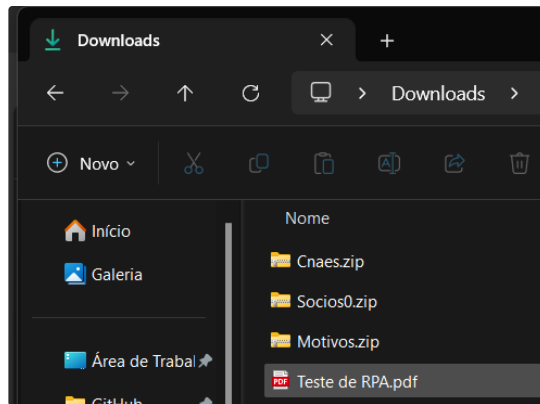 Downloads
Downloads
Novo
Nome
Início
Cnaes.zip
Galeria
Socios0.zip
Motivos.zip
Área de Trabal
PDF Teste de RPA.pdf
GitHub